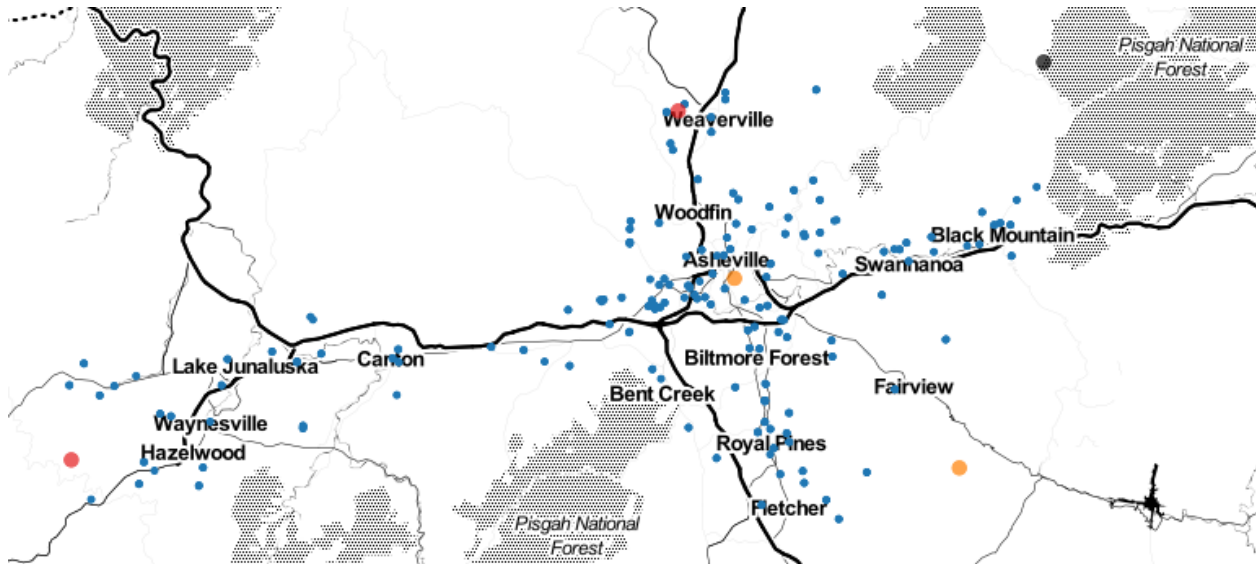 Pisgah National
Forest
Weaverville
Woodfin
Black Mountain
Asheville
Swannanoa
Lake Junaluska
Canton
Biltmore Forest
Bent Creek
Fairview
Waynesville
Hazelwood
Royal Pines
Fletcher
Pisgah National
Forest